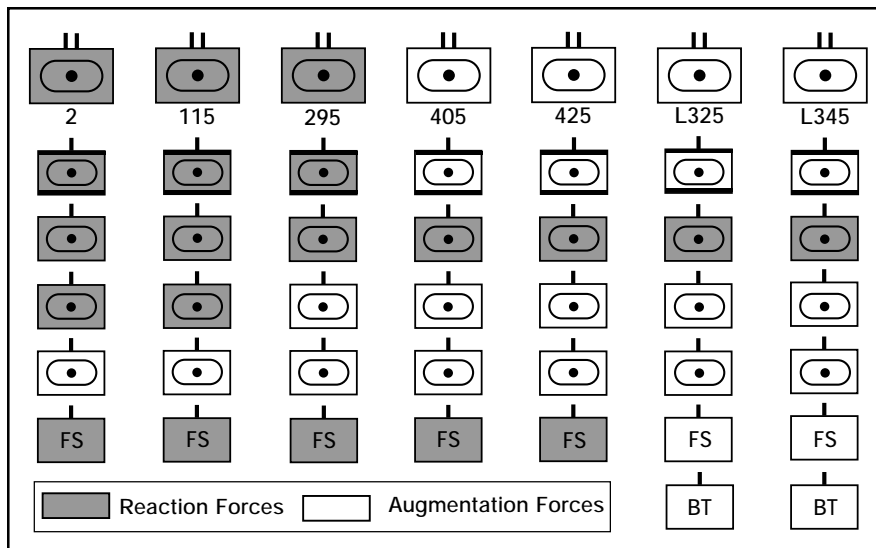 2 115 295 405 425 L325 L345
FS FS FS FS FS FS FS
Reaction Forces Augmentation Forces BT BT